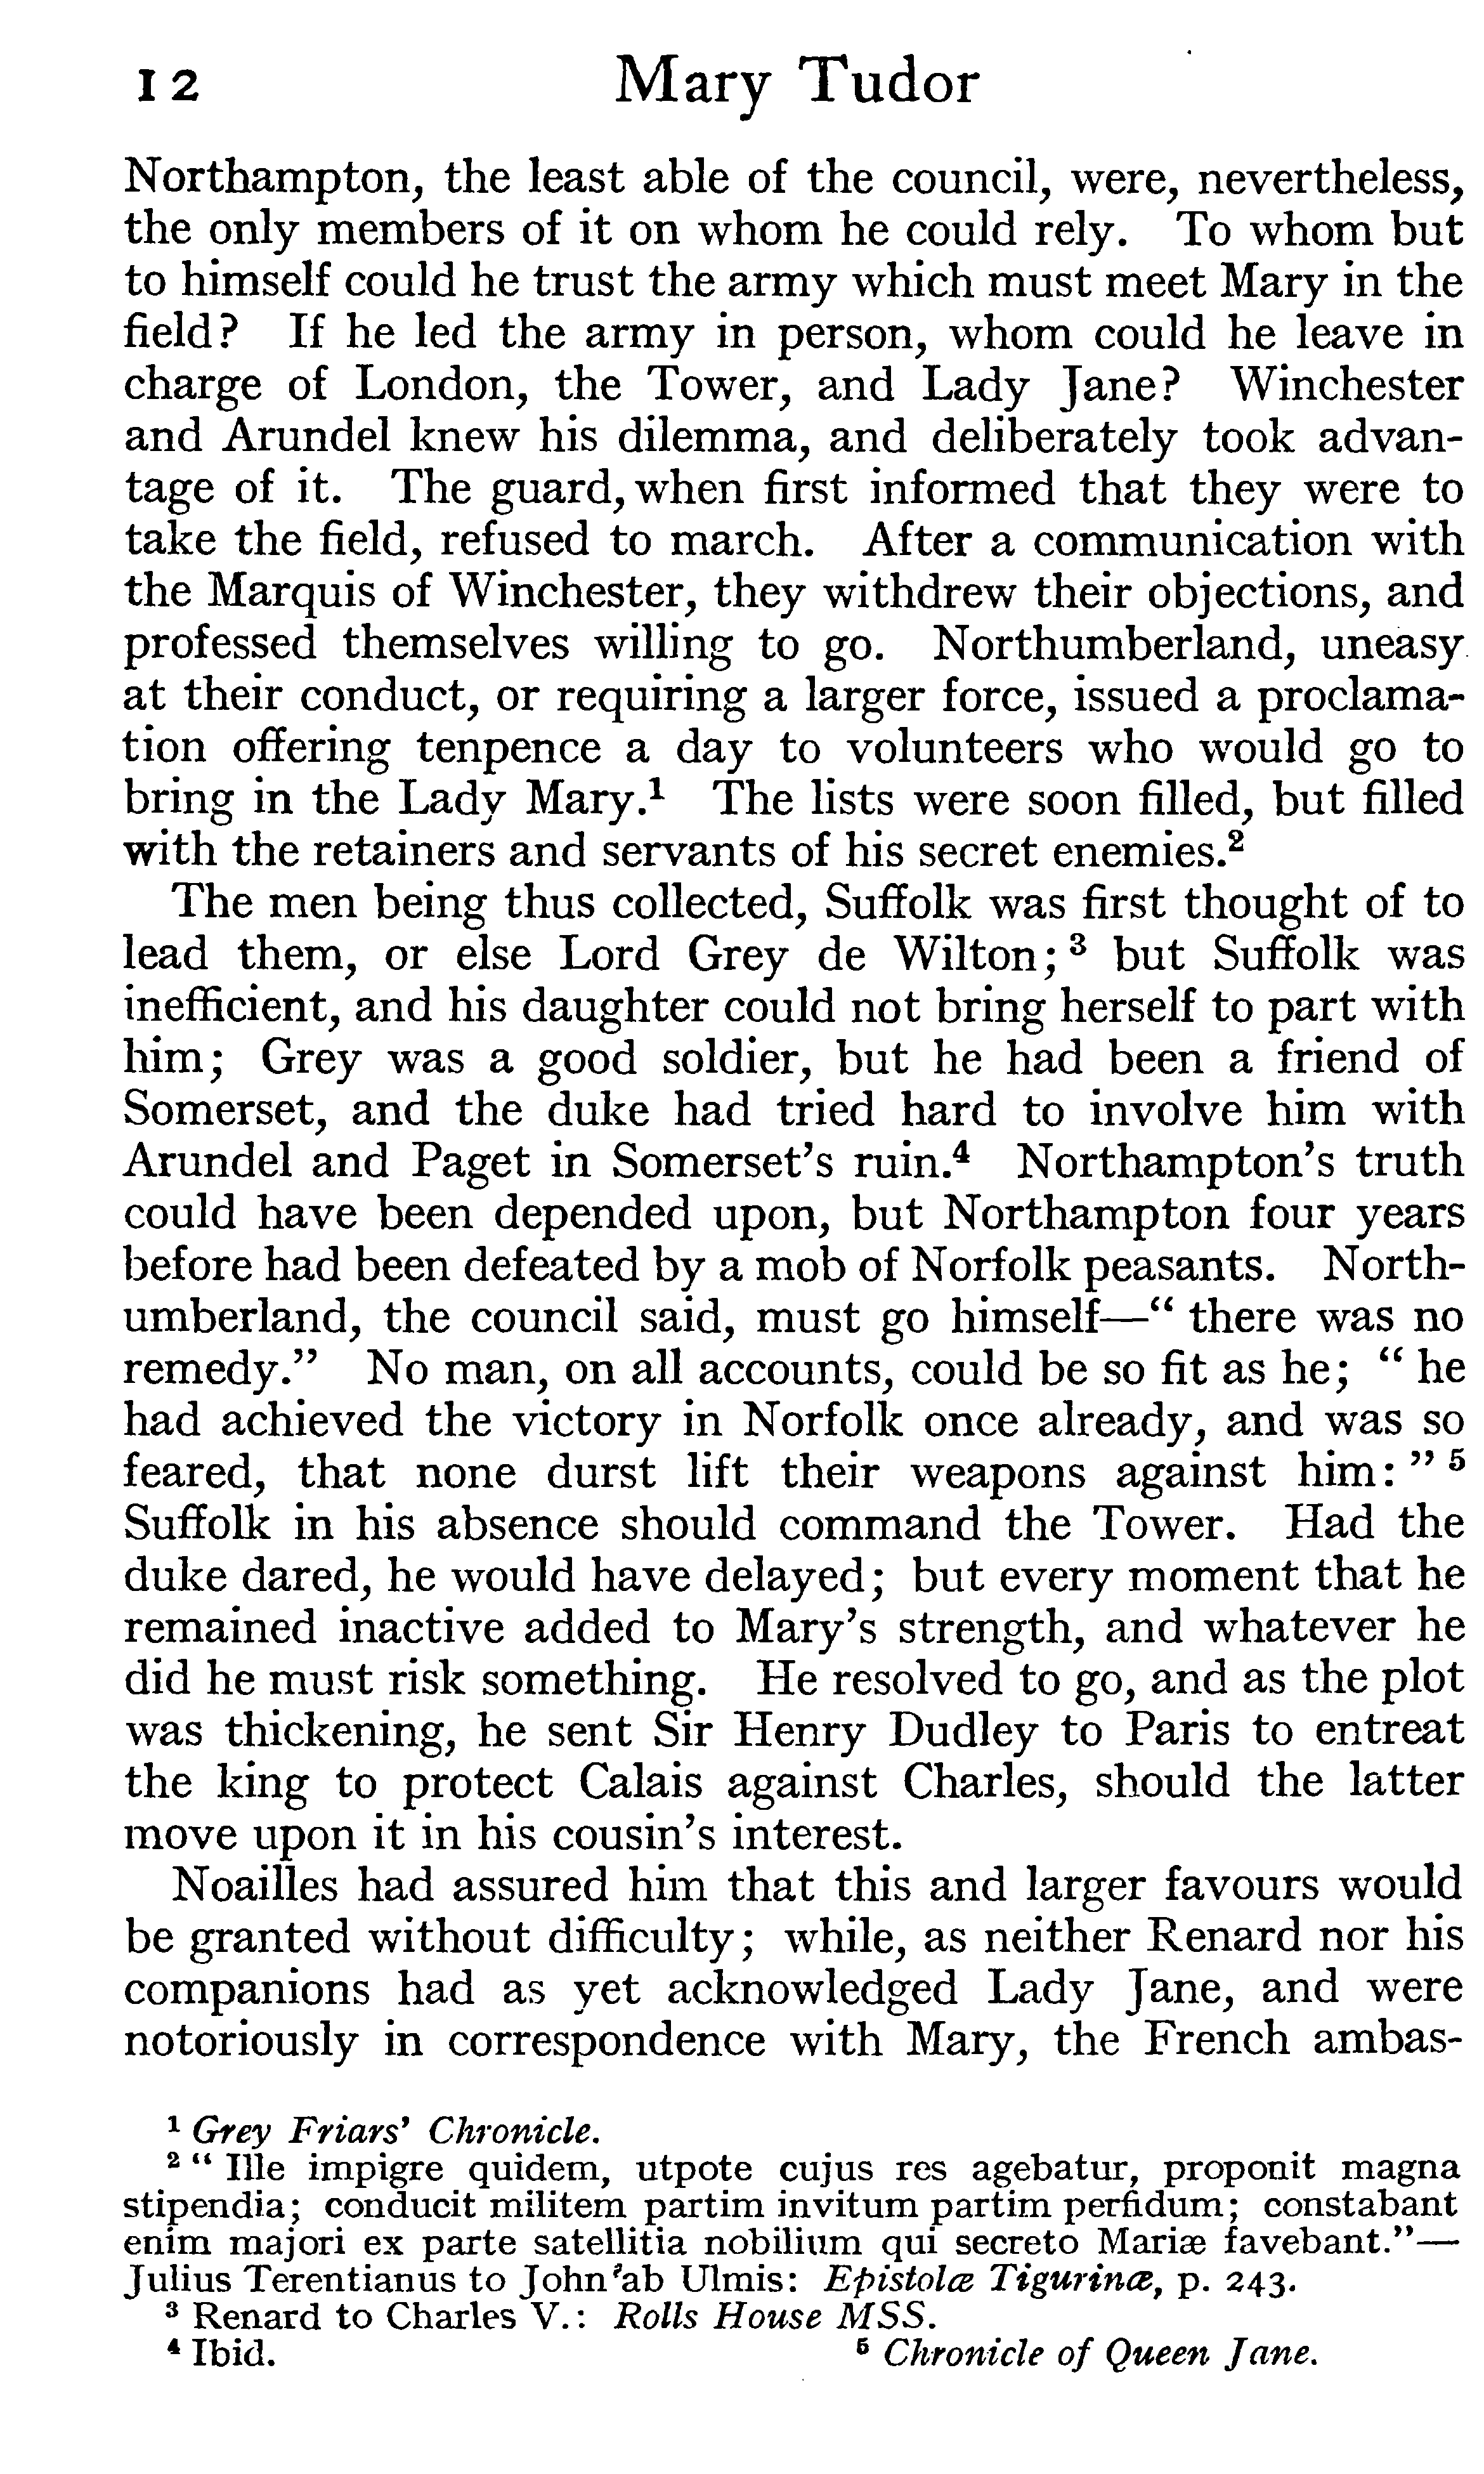 12 Mary Tudor
Northampton, the least able of the council, were, nevertheless,
the only members of it on whom he could rely. To whom but
to himself could he trust the army which must meet Mary in the
field? If he led the army in person, whom could he leave in
charge of London, the Tower, and Lady Jane? Winchester
and Arundel knew his dilemma, and deliberately took advan-
tage of it. The guard, when first informed that they were to
take the field, refused to march. After a communication with
the Marquis of Winchester, they withdrew their objections, and
professed themselves willing to go. Northumberland, uneasy
at their conduct, or requiring a larger force, issued a proclama-
tion offering tenpence a day to volunteers who would go to
bring in the Lady Mary.¹ The lists were soon filled, but filled
with the retainers and servants of his secret enemies.²
The men being thus collected, Suffolk was first thought of to
lead them, or else Lord Grey de Wilton;³ but Suffolk was
inefficient, and his daughter could not bring herself to part with
him; Grey was a good soldier, but he had been a friend of
Somerset, and the duke had tried hard to involve him with
Arundel and Paget in Somerset's ruin.⁴ Northampton's truth
could have been depended upon, but Northampton four years
before had been defeated by a mob of Norfolk peasants. North-
umberland, the council said, must go himself—“ there was no
remedy.” No man, on all accounts, could be so fit as he; “ he
had achieved the victory in Norfolk once already, and was so
feared, that none durst lift their weapons against him: ” ⁵
Suffolk in his absence should command the Tower. Had the
duke dared, he would have delayed; but every moment that he
remained inactive added to Mary's strength, and whatever he
did he must risk something. He resolved to go, and as the plot
was thickening, he sent Sir Henry Dudley to Paris to entreat
the king to protect Calais against Charles, should the latter
move upon it in his cousin's interest.
Noailles had assured him that this and larger favours would
be granted without difficulty; while, as neither Renard nor his
companions had as yet acknowledged Lady Jane, and were
notoriously in correspondence with Mary, the French ambas-
¹ Grey Friars' Chronicle.
² “ Ille impigre quidem, utpote cujus res agebatur, proponit magna
stipendia; conducit militem partim invitum partim perfidum; constabant
enim majori ex parte satellitia nobilium qui secreto Mariæ favebant.”—
Julius Terentianus to John'ab Ulmis: Epistolæ Tigurinæ, p. 243.
³ Renard to Charles V.: Rolls House MSS.
⁴ Ibid. ⁵ Chronicle of Queen Jane.